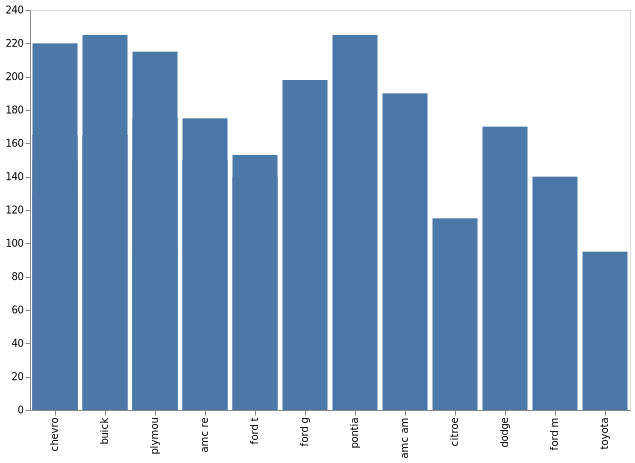 240
220
200
180
160
140
120
100
80
60
40
20
0
chevro
buick
plymou
amc re
ford t
ford g
pontia
amc am
citroe
dodge
ford m
toyota